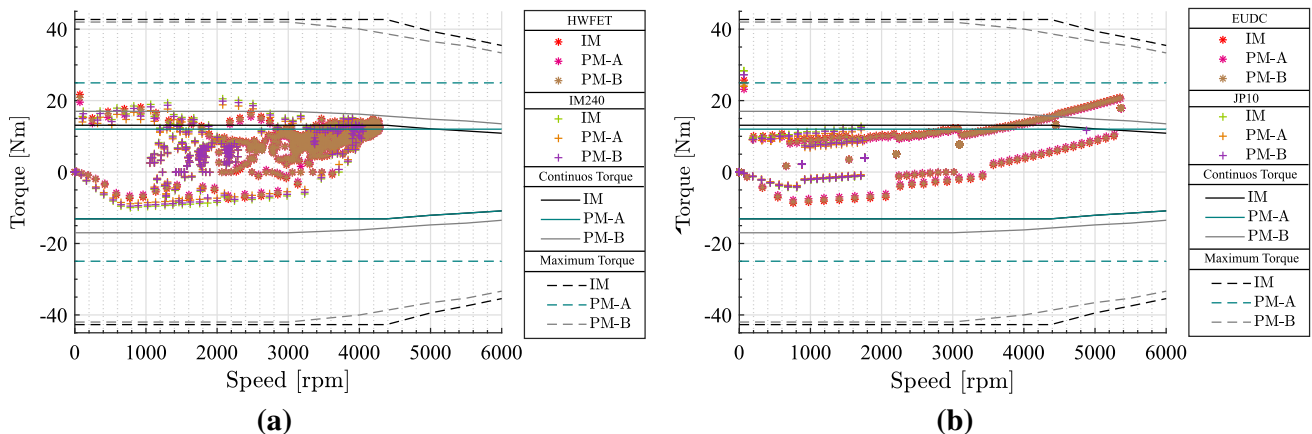 40
20
0
-20
-40
Torque [Nm]
0 1000 2000 3000 4000 5000 6000
Speed [rpm]
HWFET
IM
PM-A
PM-B
IM240
IM
PM-A
PM-B
Continuos Torque
IM
PM-A
PM-B
Maximum Torque
IM
PM-A
PM-B
(a)
40
20
0
-20
-40
Torque [Nm]
0 1000 2000 3000 4000 5000 6000
Speed [rpm]
EUDC
IM
PM-A
PM-B
JP10
IM
PM-A
PM-B
Continuos Torque
IM
PM-A
PM-B
Maximum Torque
IM
PM-A
PM-B
(b)